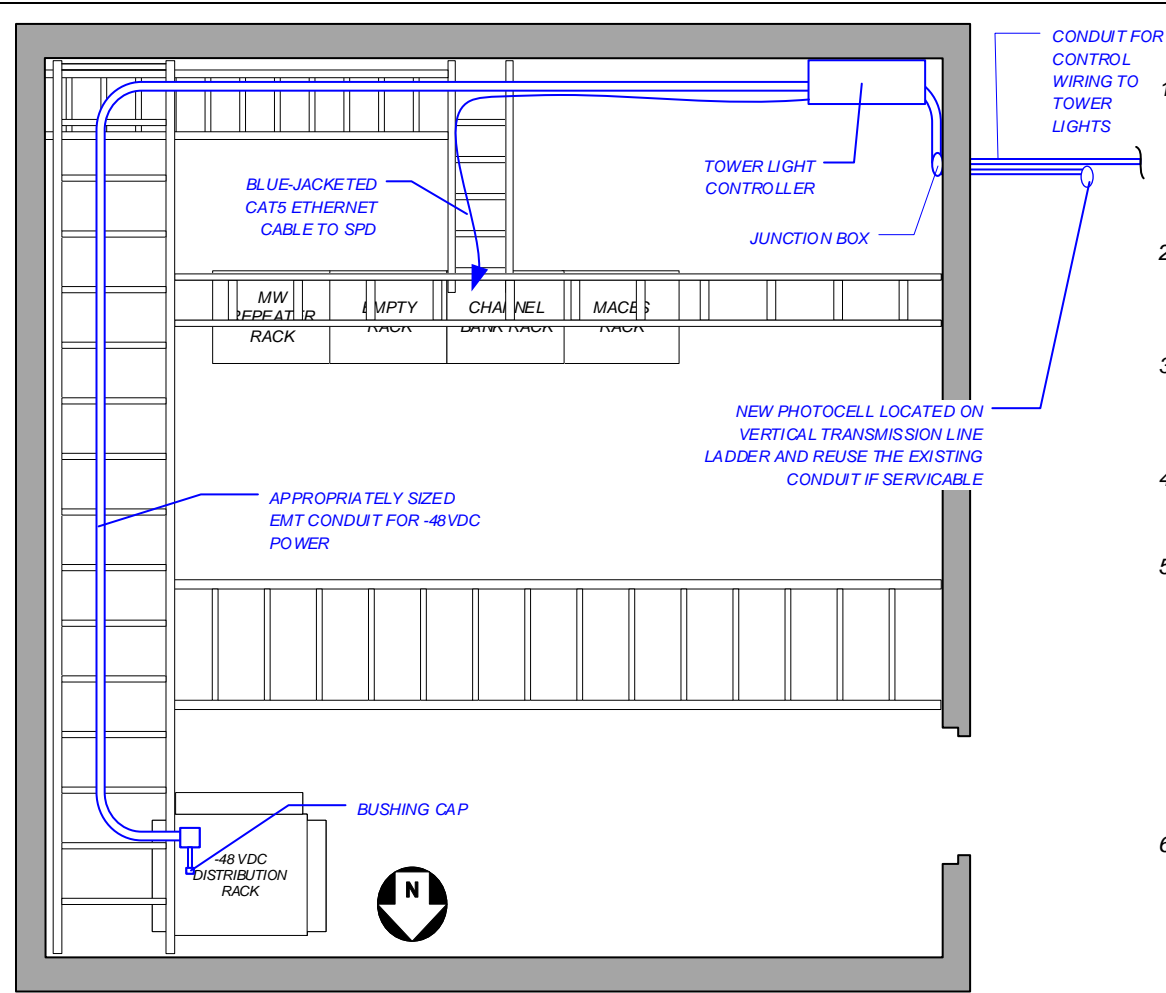 CONDUIT FOR
CONTROL
WIRING TO
TOWER
LIGHTS
1
TOWER LIGHT
CONTROLLER
BLUE-JACKETED
CAT5 ETHERNET
CABLE TO SPD
JUNCTION BOX
2
MW
REPEATER
RACK
EMPTY
RACK
CHANNEL
BANK RACK
MACES
RACK
3
NEW PHOTOCELL LOCATED ON
VERTICAL TRANSMISSION LINE
LADDER AND REUSE THE EXISTING
CONDUIT IF SERVICABLE
4
APPROPRIATELY SIZED
EMT CONDUIT FOR -48VDC
POWER
5
BUSHING CAP
6
-48 VDC
DISTRIBUTION
RACK
N